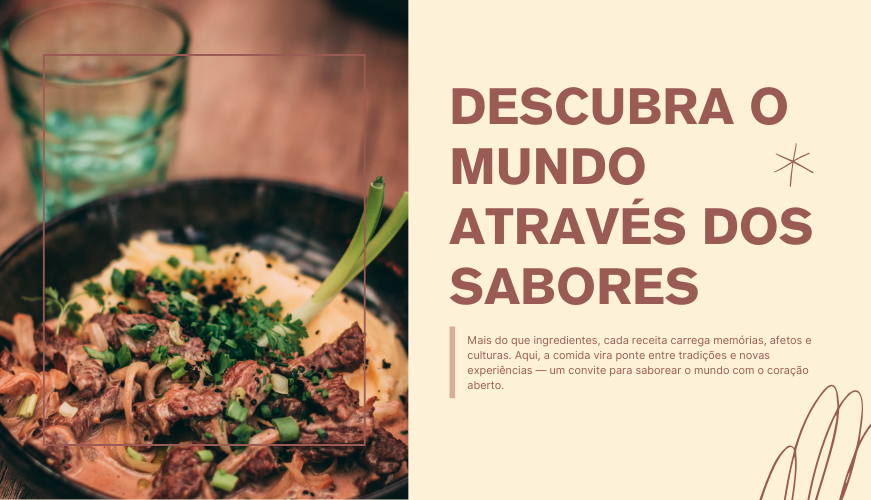 DESCUBRA O
MUNDO
ATRAVÉS DOS
SABORES
Mais do que ingredientes, cada receita carrega memórias, afetos e
culturas. Aqui, a comida vira ponte entre tradições e novas
experiências — um convite para saborear o mundo com o coração
aberto.